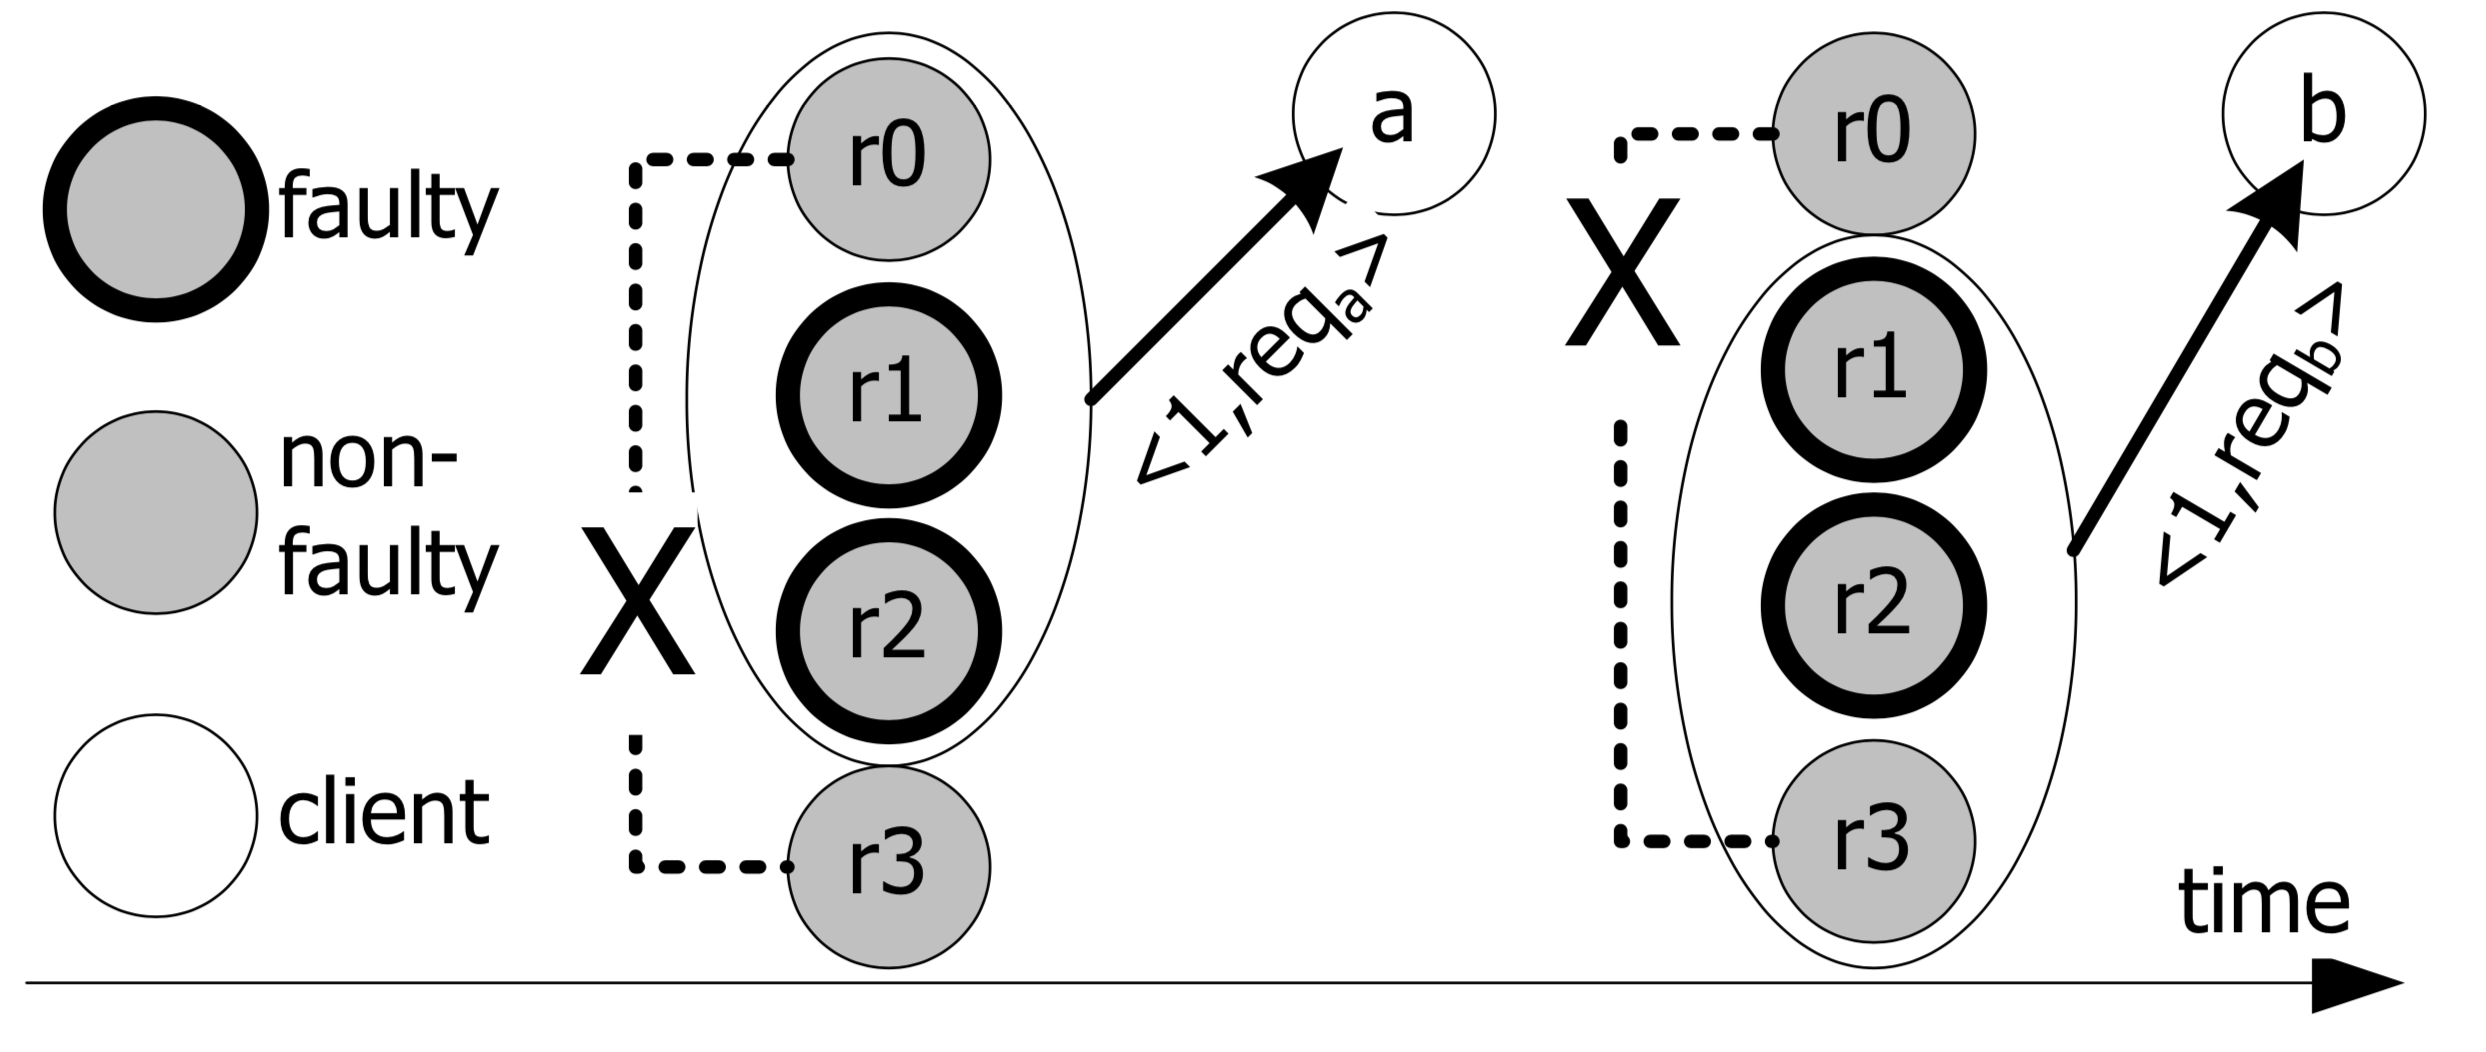 faulty
non-
faulty
client
r0
r1
r2
r3
X
a
<1,reqa>
r0
r1
r2
r3
X
b
<1,reqb>
time